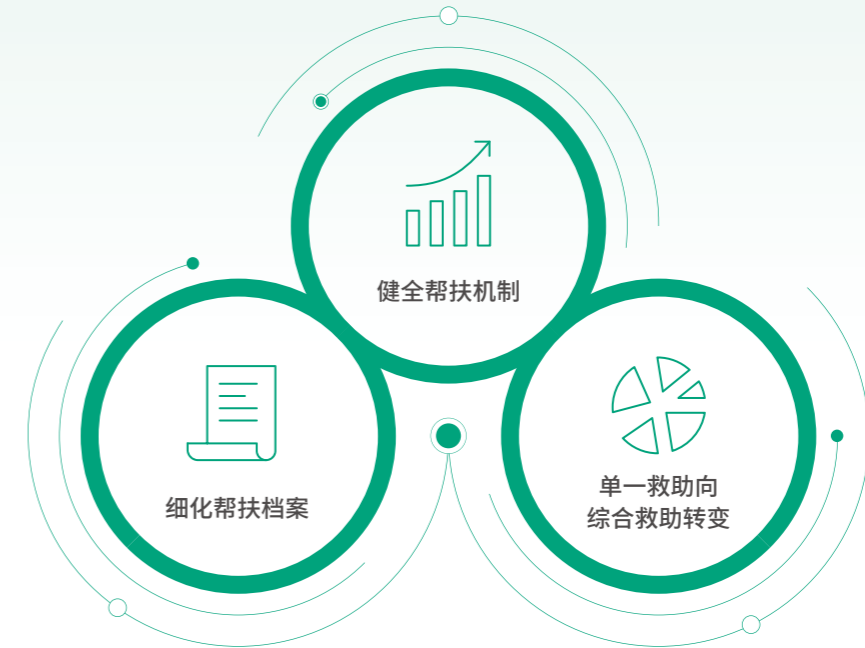 健全帮扶机制
细化帮扶档案
单一救助向
综合救助转变